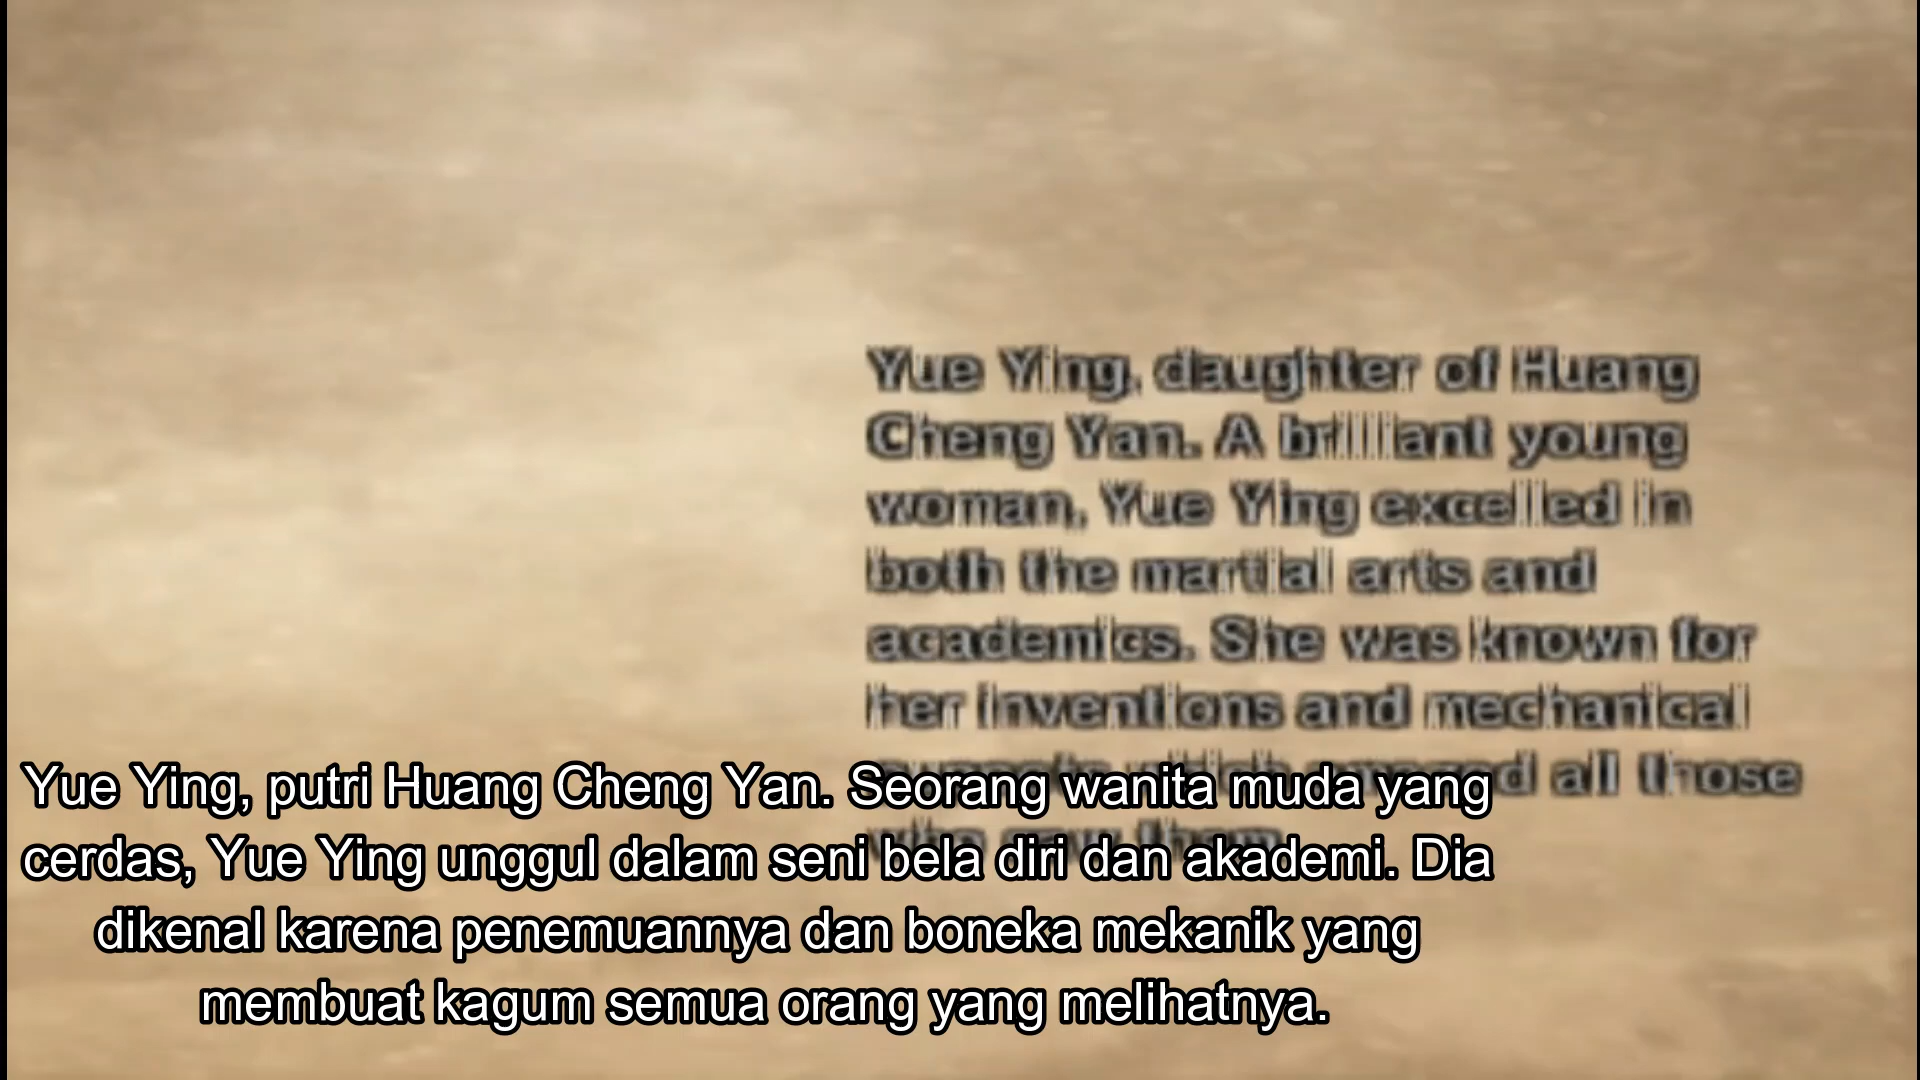 Yue Ying, daughter of Huang
Cheng Yan. A brilliant young
woman, Yue Ying excelled in
both the martial arts and
academics. She was known for
her inventions and mechanical
all those
Yue Ying, putri Huang Cheng Yan. Seorang wanita muda yang
cerdas, Yue Ying unggul dalam seni bela diri dan akademi. Dia
dikenal karena penemuannya dan boneka mekanik yang
membuat kagum semua orang yang melihatnya.